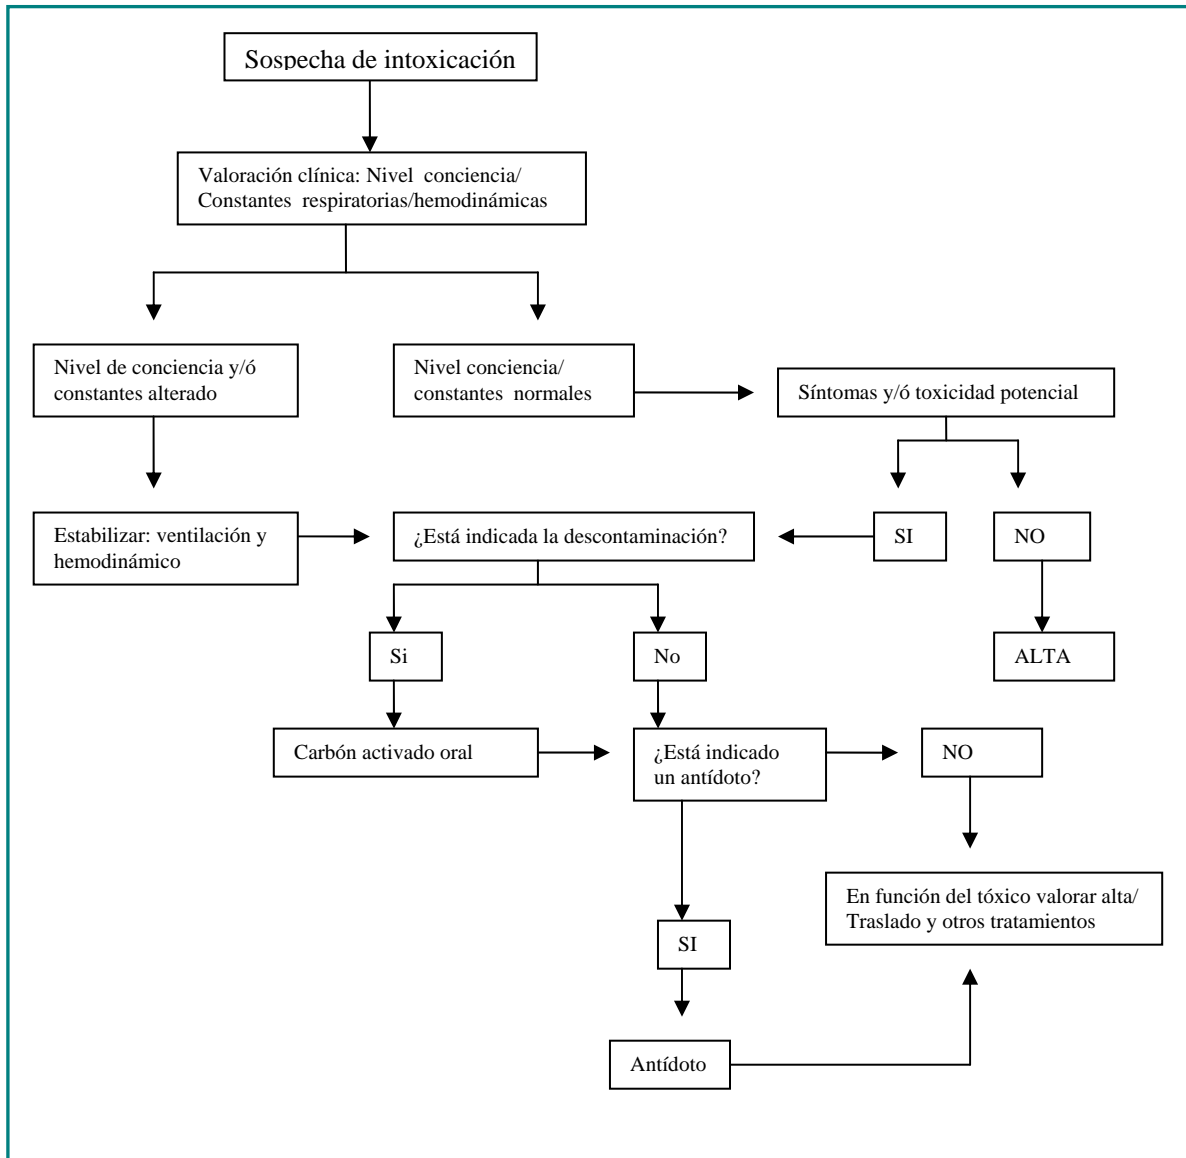 Sospecha de intoxicación
Valoración clínica: Nivel conciencia/
Constantes respiratorias/hemodinámicas
Nivel de conciencia y/ó
constantes alterado
Nivel conciencia/
constantes normales
Síntomas y/ó toxicidad potencial
Estabilizar: ventilación y
hemodinámico
¿Está indicada la descontaminación?
SI
NO
Si
No
ALTA
Carbón activado oral
¿Está indicado
un antídoto?
NO
En función del tóxico valorar alta/
Traslado y otros tratamientos
SI
Antídoto